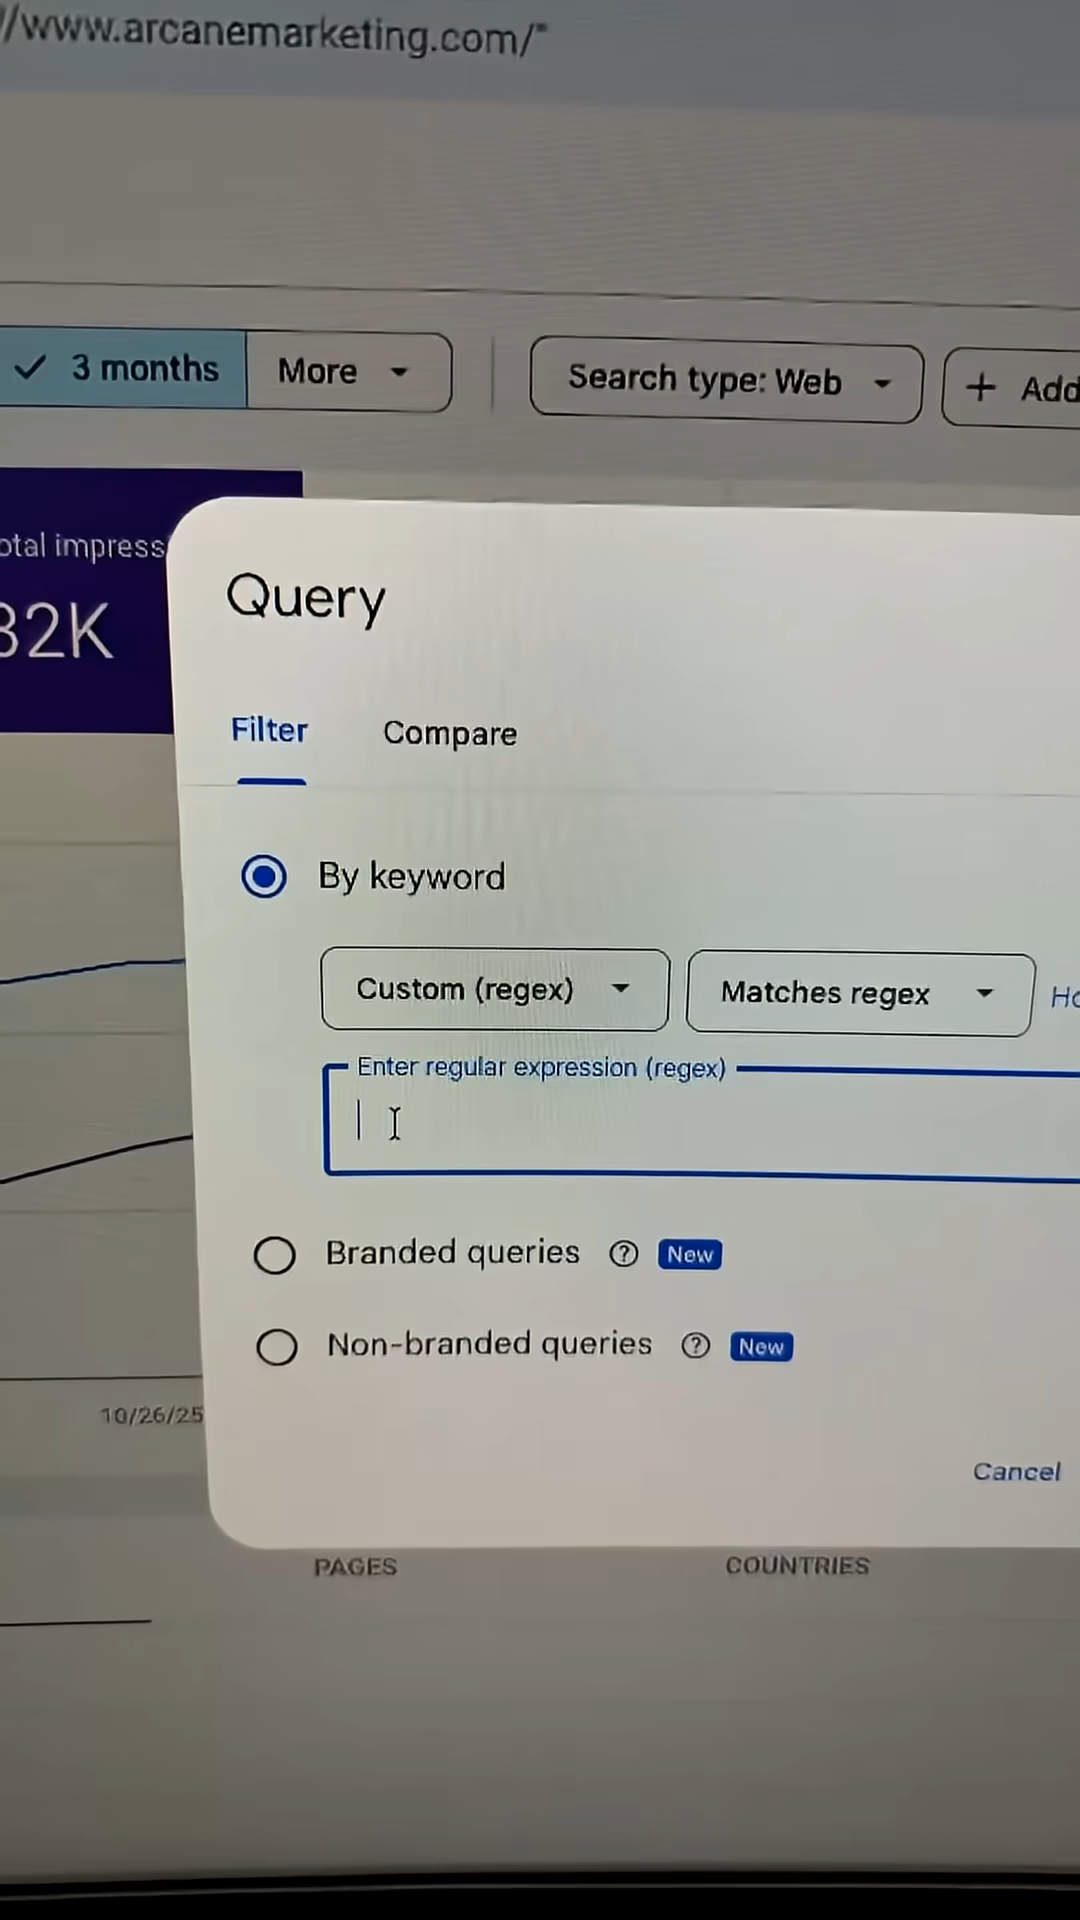 //www.arcanemarketing.com/"
3 months
More
Search type: Web
+ Add
otal impress
32K
Query
Filter
Compare
By keyword
Custom (regex)
Matches regex
Ho
Enter regular expression (regex)
Branded queries ? New
Non-branded queries ? New
10/26/25
Cancel
PAGES
COUNTRIES